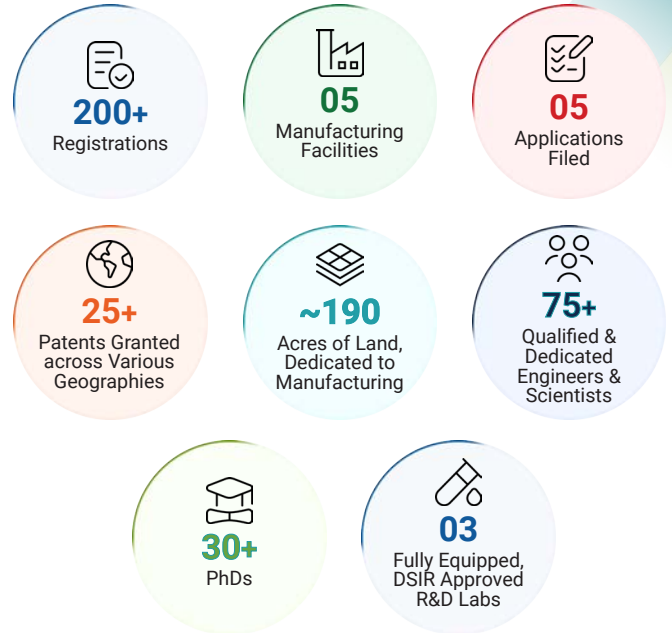 200+
Registrations
05
Manufacturing
Facilities
05
Applications
Filed
25+
Patents Granted
across Various
Geographies
~190
Acres of Land,
Dedicated to
Manufacturing
75+
Qualified &
Dedicated
Engineers &
Scientists
30+
PhDs
03
Fully Equipped,
DSIR Approved
R&D Labs